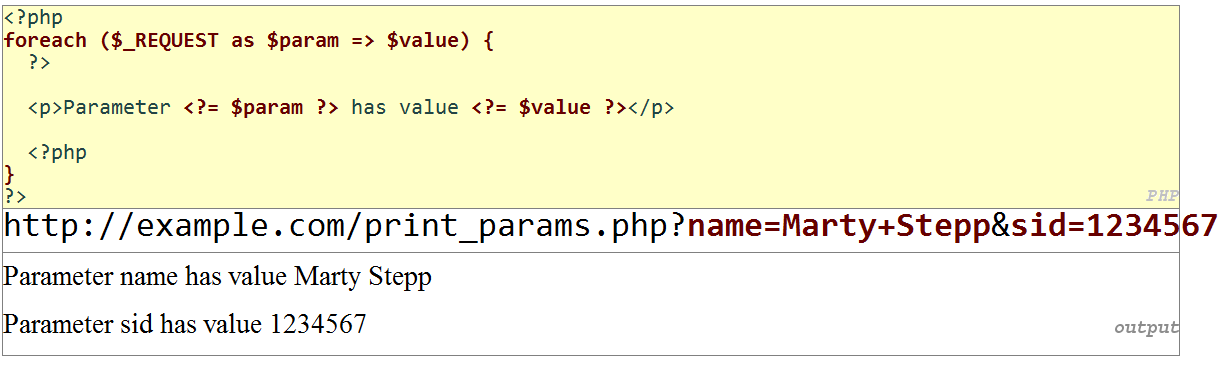 <?php
foreach ($_REQUEST as $param => $value) {
?>
<p>Parameter <?= $param ?> has value <?= $value ?></p>
<?php
}
?>
PHP
http://example.com/print_params.php?name=Marty+Stepp&sid=1234567
Parameter name has value Marty Stepp
Parameter sid has value 1234567
output